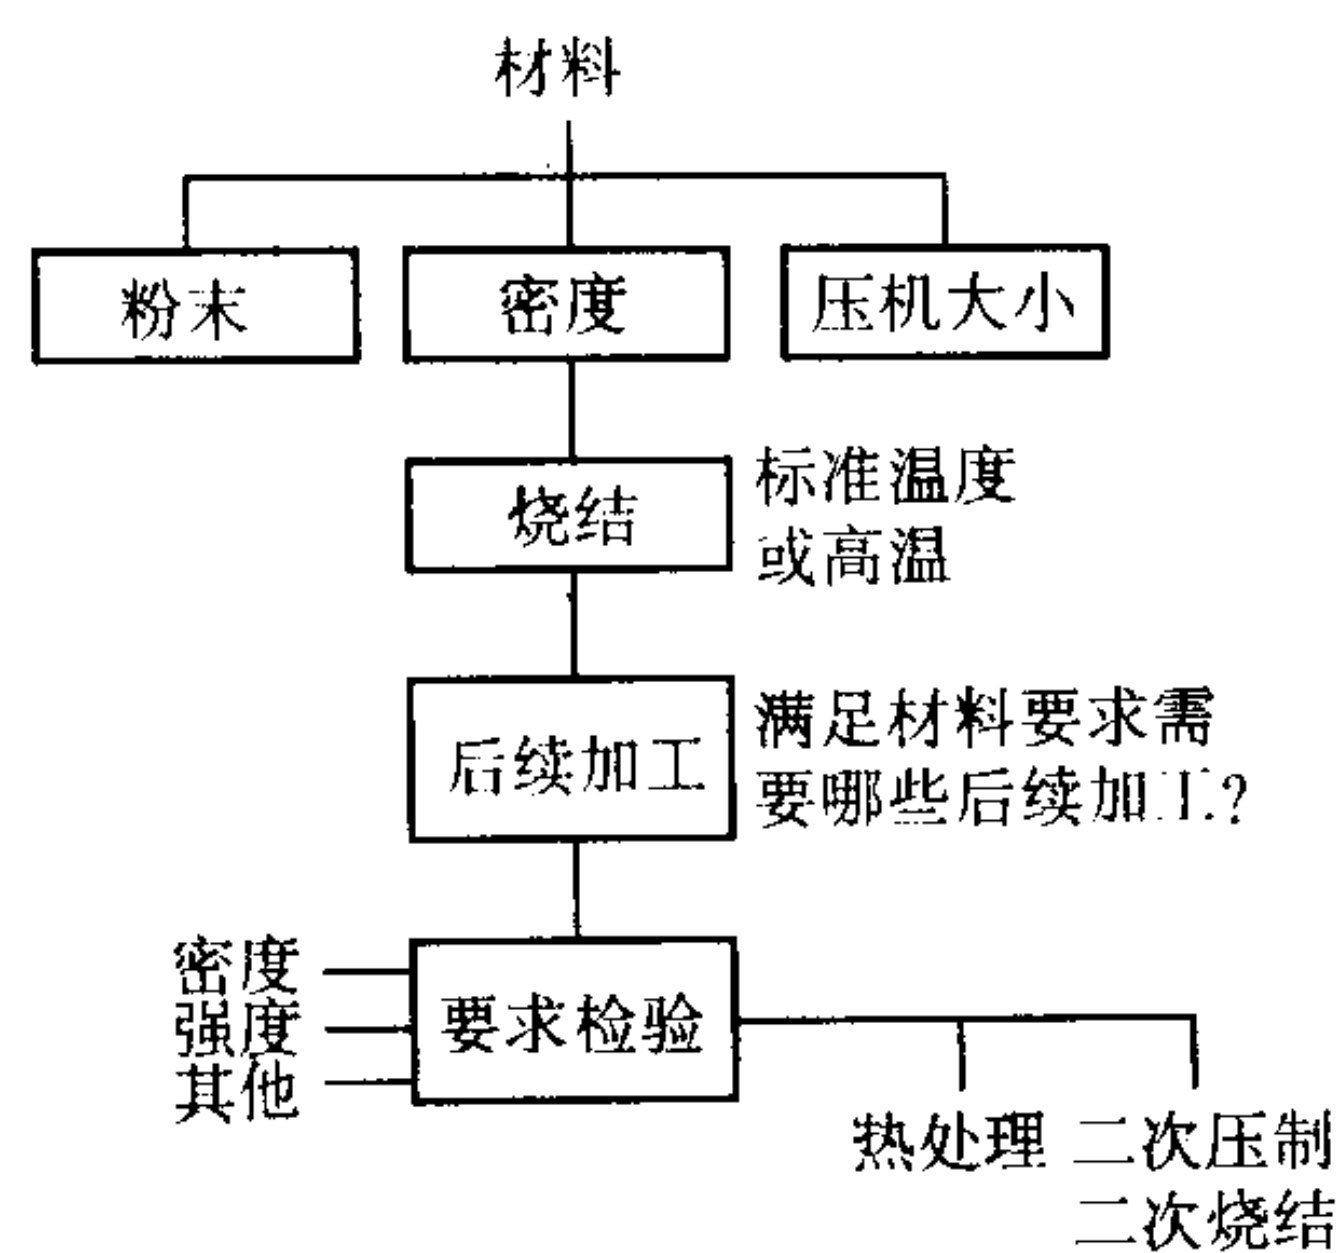 材料
粉末
密度
压机大小
烧结
标准温度
或高温
后续加工
满足材料要求需
要哪些后续加工?
密度
强度
其他
要求检验
热处理
二次压制
二次烧结